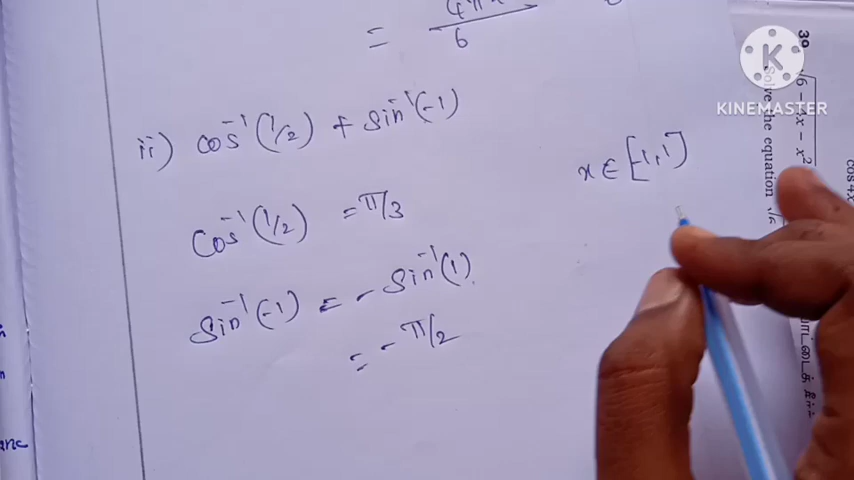 = 
6
ii) cos⁻¹(1/2) + sin⁻¹(-1)
x ∈ [-1,1]
cos⁻¹(1/2) = π/3
sin⁻¹(-1) = - sin⁻¹(1).
= - π/2
KINEMASTER
30
the equation